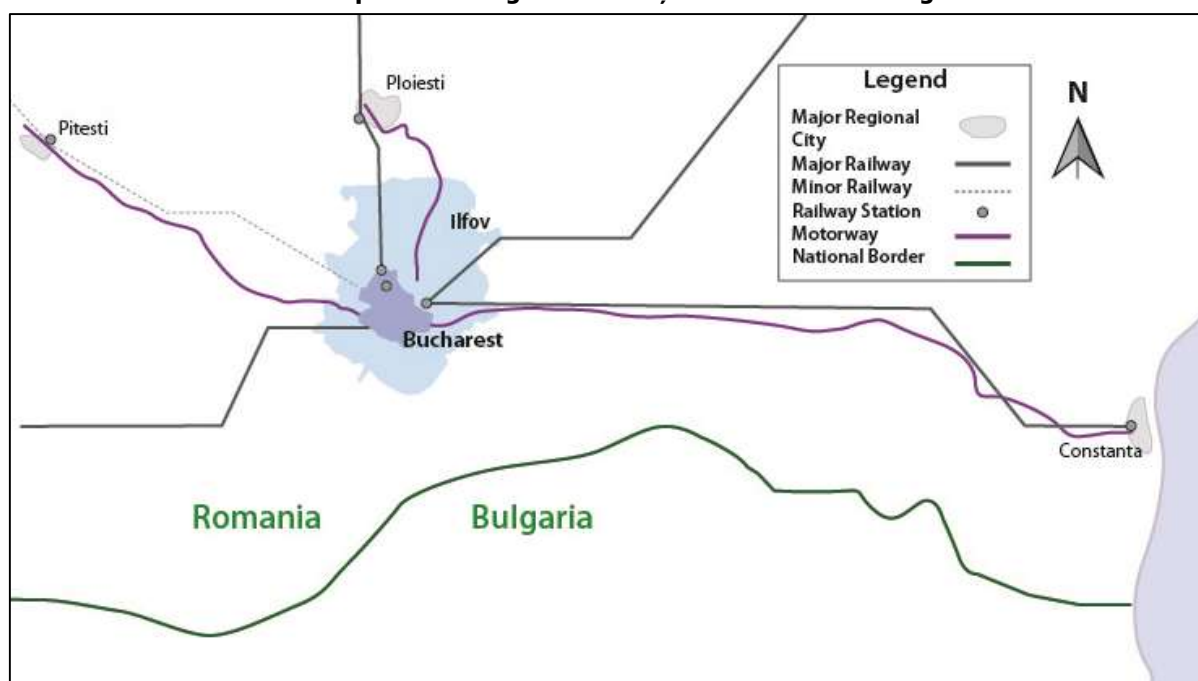 Ploiesti
Pitesti
Ilfov
Bucharest
Constanta
Romania
Bulgaria
Legend
Major Regional
City
Major Railway
Minor Railway
Railway Station
Motorway
National Border
N